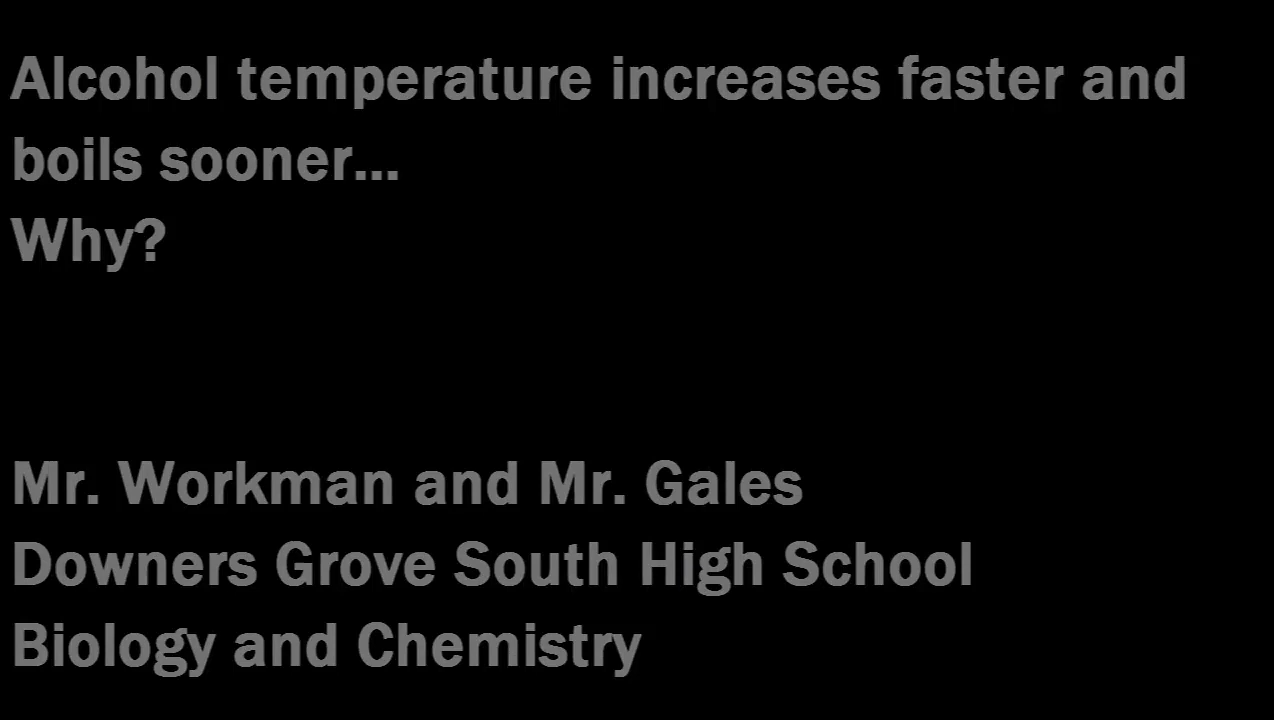 Alcohol temperature increases faster and
boils sooner...
Why?
Mr. Workman and Mr. Gales
Downers Grove South High School
Biology and Chemistry